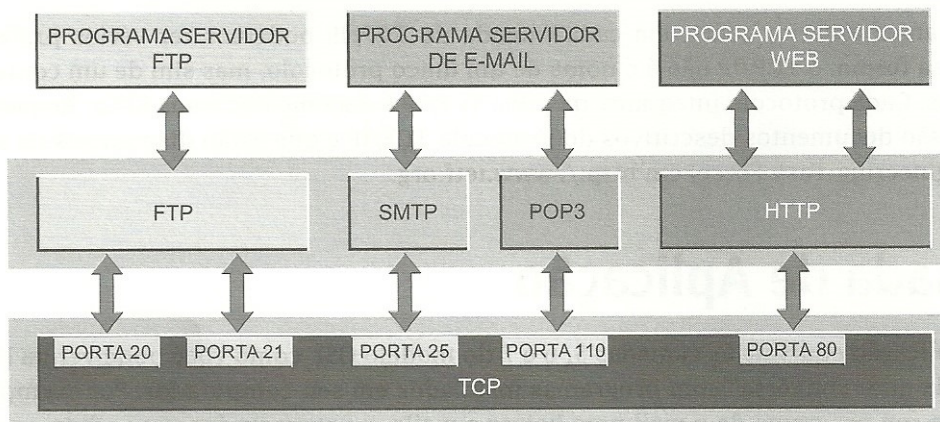 PROGRAMA SERVIDOR
FTP
PROGRAMA SERVIDOR
DE E-MAIL
PROGRAMA SERVIDOR
WEB
FTP
SMTP
POP3
HTTP
PORTA 20
PORTA 21
PORTA 25
PORTA 110
PORTA 80
TCP